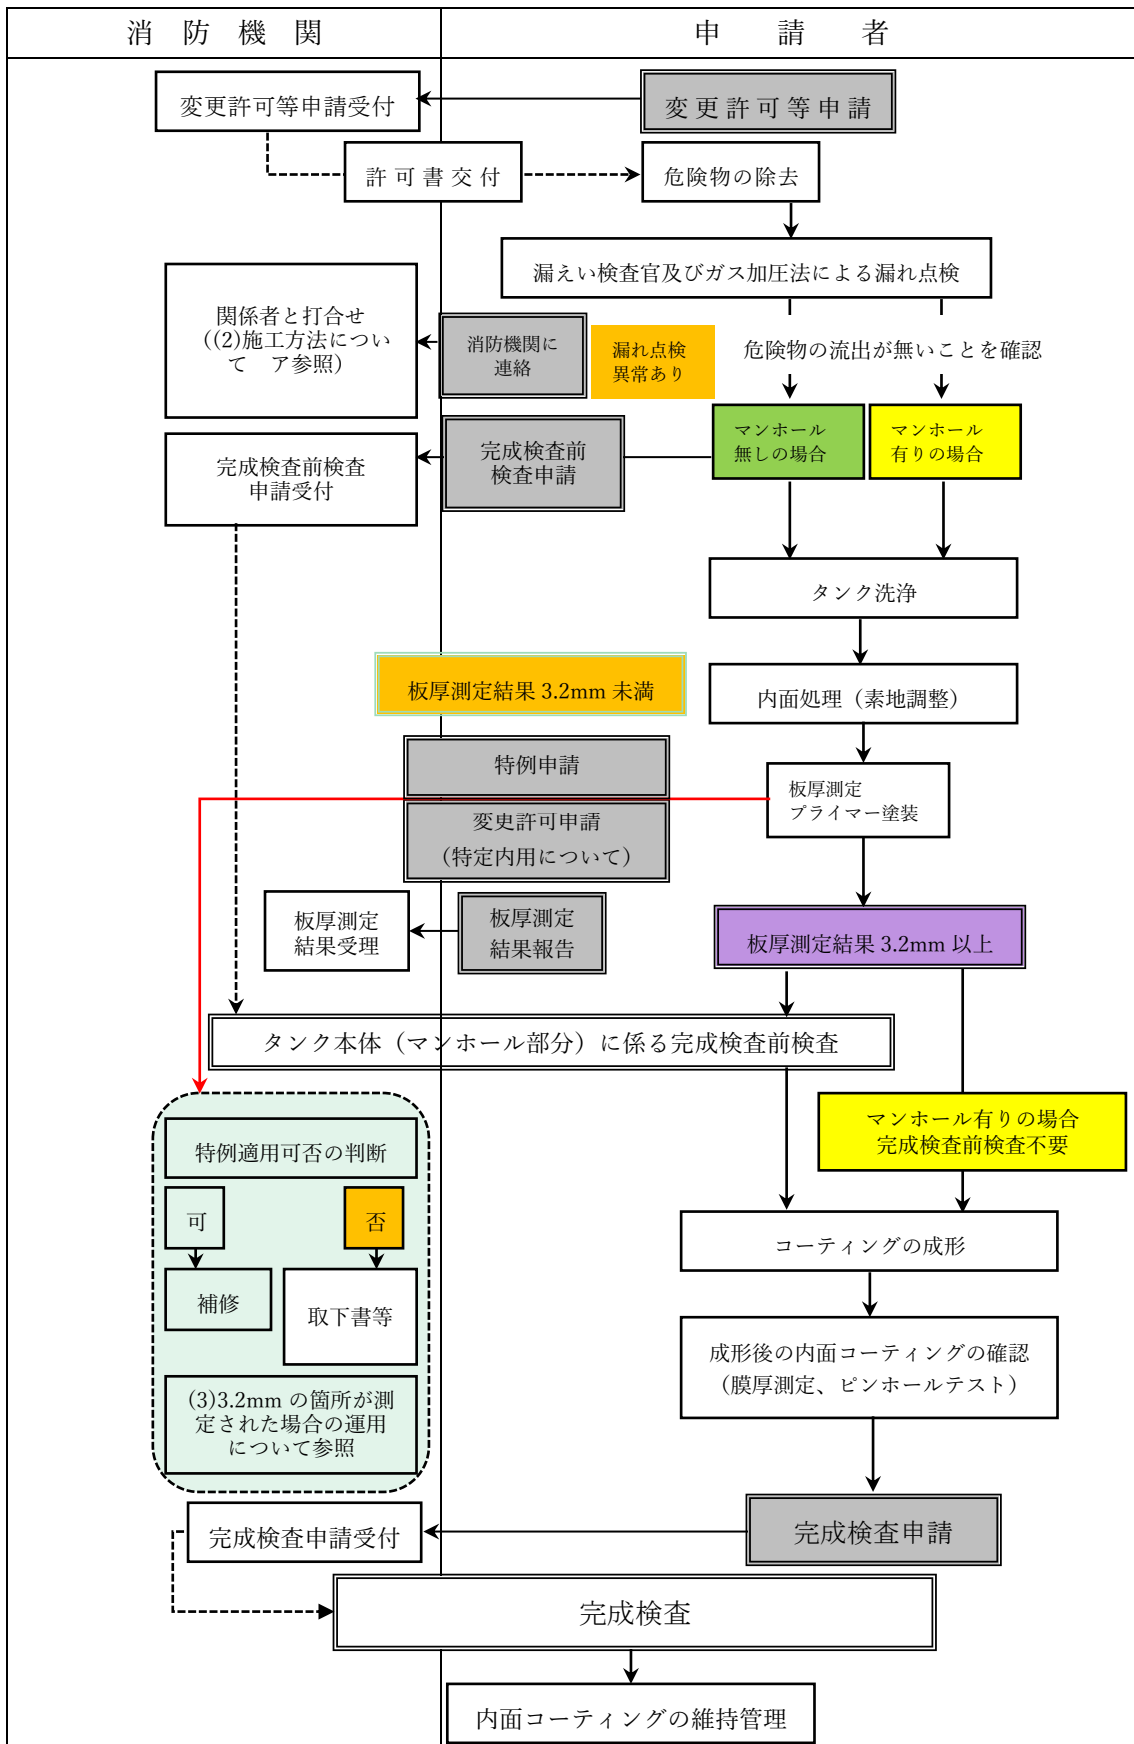 消防機関
申請者
変更許可等申請受付
変更許可等申請
許可書交付
危険物の除去
漏えい検査官及びガス加圧法による漏れ点検
関係者と打合せ
((2)施工方法につい
て　ア参照)
消防機関に
連絡
漏れ点検
異常あり
危険物の流出が無いことを確認
マンホール
無しの場合
マンホール
有りの場合
完成検査前検査
申請受付
完成検査前
検査申請
タンク洗浄
板厚測定結果 3.2mm 未満
内面処理（素地調整）
特例申請
板厚測定
プライマー塗装
変更許可申請
（特定内用について）
板厚測定
結果受理
板厚測定
結果報告
板厚測定結果 3.2mm 以上
タンク本体（マンホール部分）に係る完成検査前検査
マンホール有りの場合
完成検査前検査不要
特例適用可否の判断
可
否
補修
取下書等
コーティングの成形
成形後の内面コーティングの確認
（膜厚測定、ピンホールテスト）
(3)3.2mm の箇所が測
定された場合の運用
について参照
完成検査申請受付
完成検査申請
完成検査
内面コーティングの維持管理